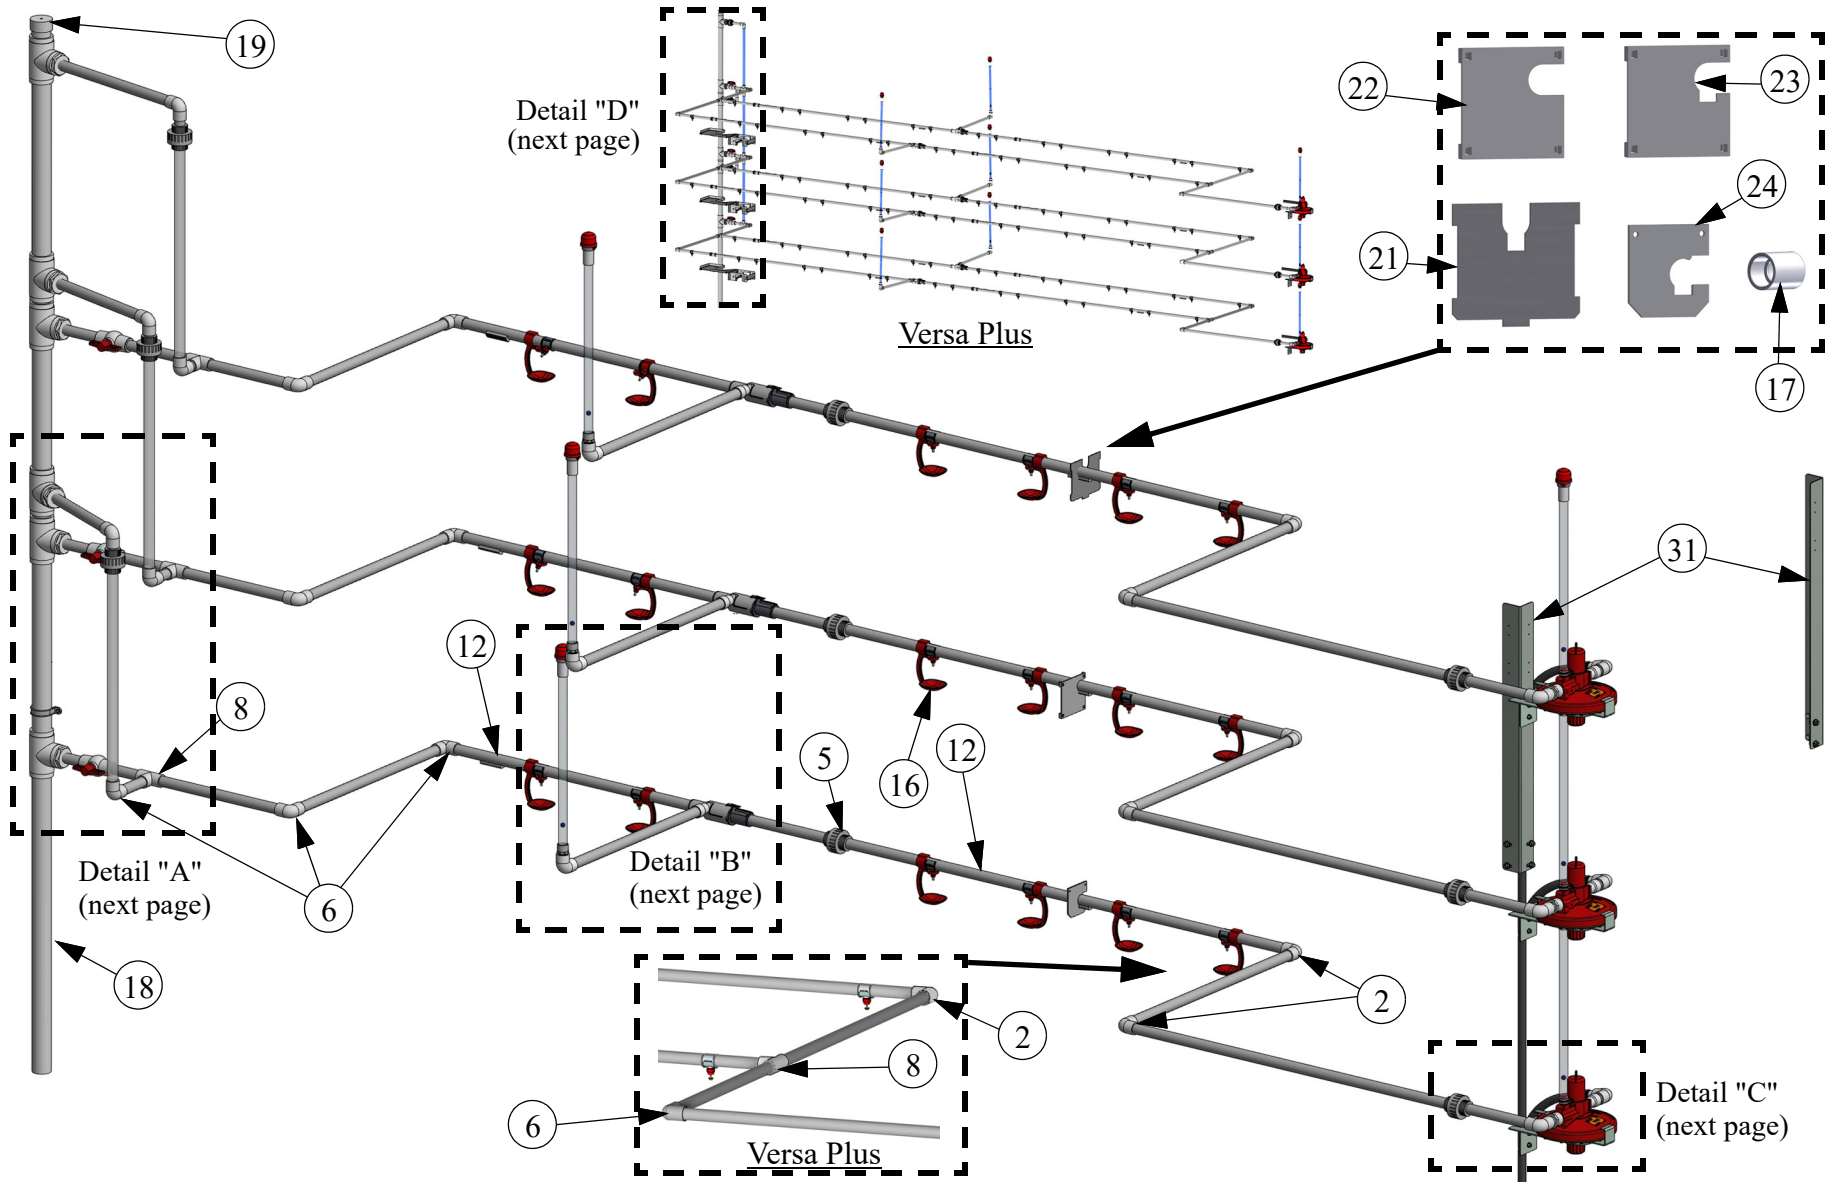 19
Detail "D"
(next page)
Versa Plus
22
23
24
21
17
31
12
8
5
16
12
Detail "A"
(next page)
6
Detail "B"
(next page)
18
2
2
8
6
Versa Plus
Detail "C"
(next page)